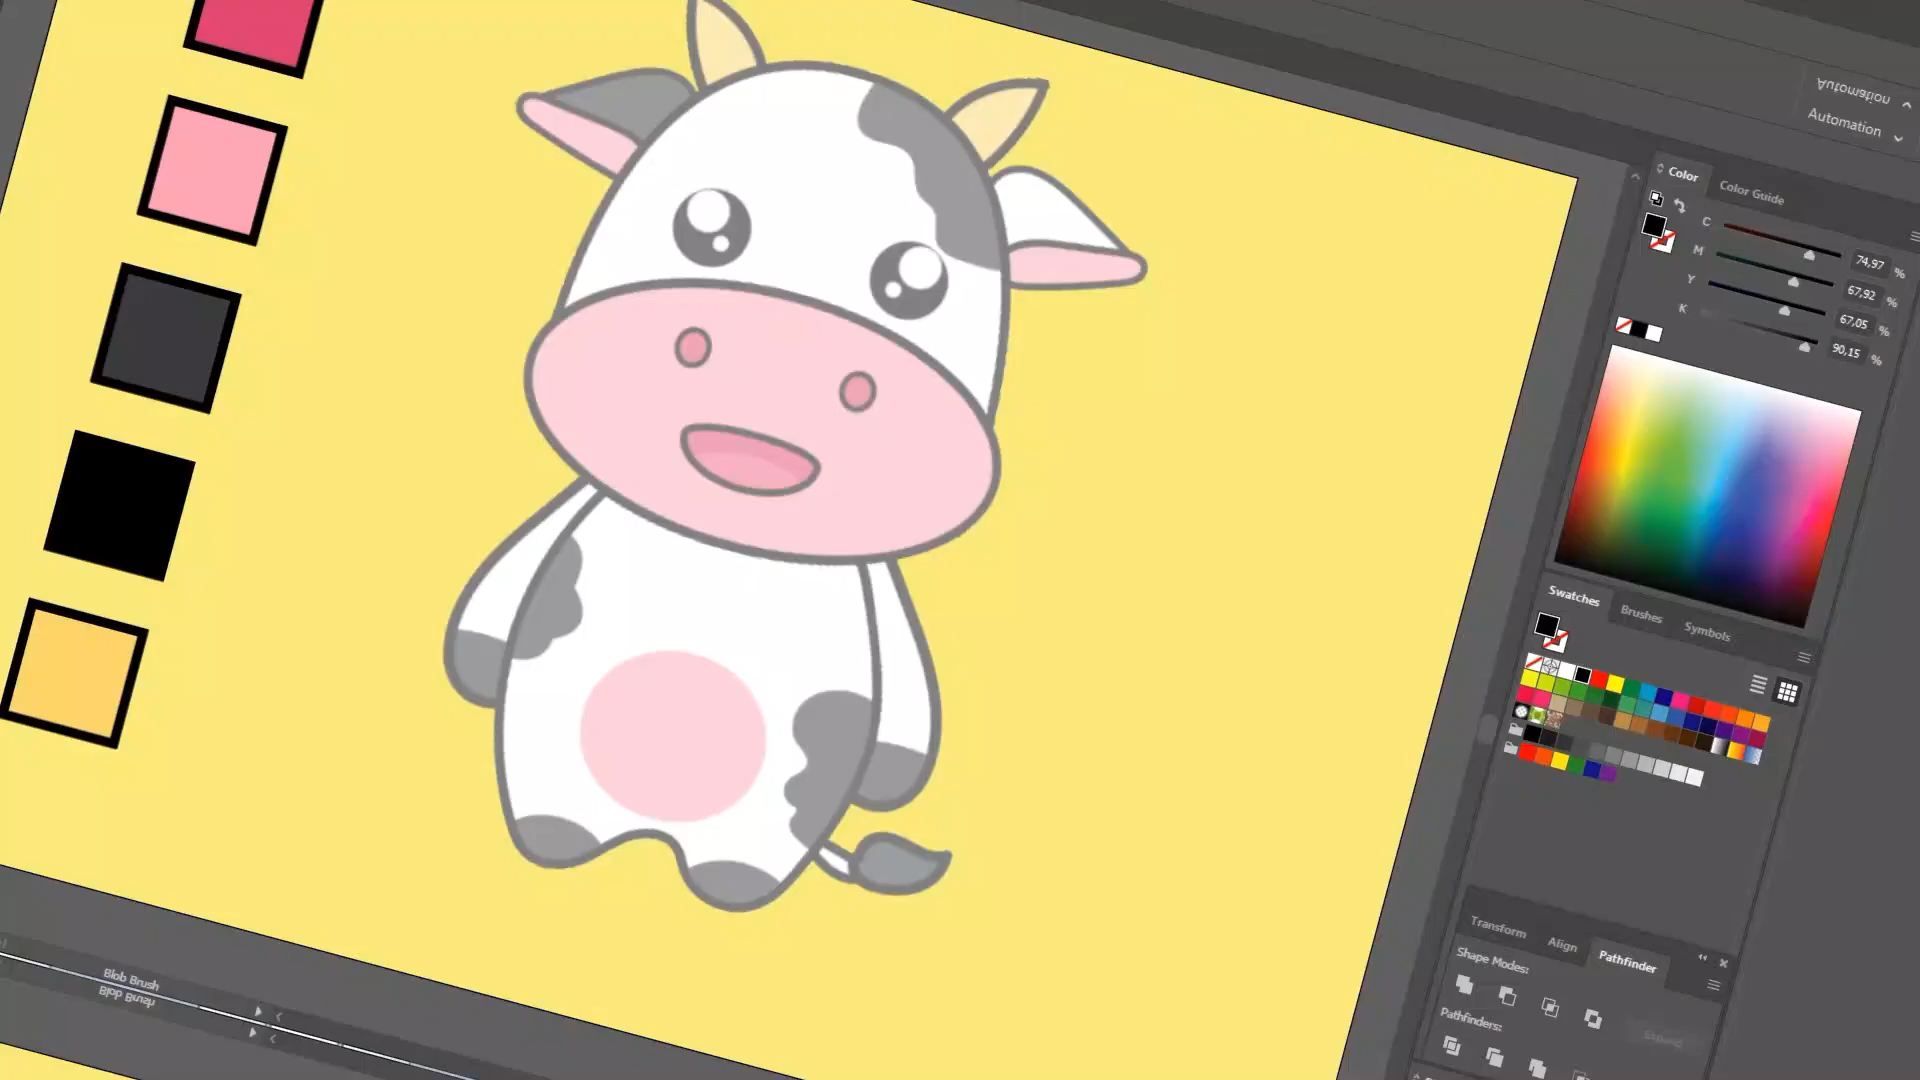 Automation
Automation
Color
Color Guide
C
74,97 %
M
67,92 %
Y
67,05 %
K
90,15 %
Swatches
Brushes
Symbols
Transform
Align
Pathfinder
Shape Modes:
Expand
Pathfinders:
Blob Brush
Blob Brush